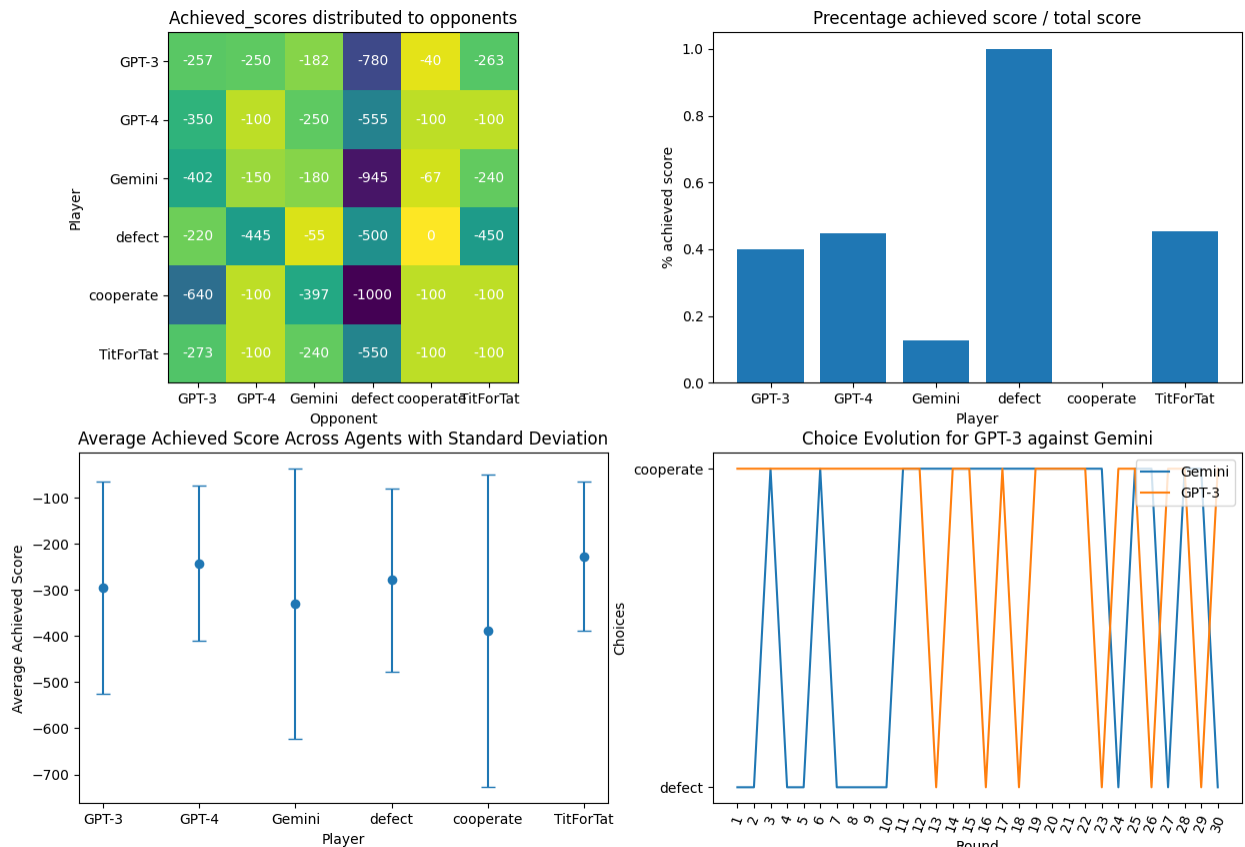 Achieved_scores distributed to opponents
Player
GPT-3 -257 -250 -182 -780 -40 -263
GPT-4 -350 -100 -250 -555 -100 -100
Gemini -402 -150 -180 -945 -67 -240
defect -220 -445 -55 -500 0 -450
cooperate -640 -100 -397 -1000 -100 -100
TitForTat -273 -100 -240 -550 -100 -100
GPT-3 GPT-4 Gemini defect cooperate TitForTat
Opponent
Precentage achieved score / total score
% achieved score
1.0
0.8
0.6
0.4
0.2
0.0
GPT-3 GPT-4 Gemini defect cooperate TitForTat
Player
Average Achieved Score Across Agents with Standard Deviation
Average Achieved Score
−100
−200
−300
−400
−500
−600
−700
GPT-3 GPT-4 Gemini defect cooperate TitForTat
Player
Choice Evolution for GPT-3 against Gemini
Choices
cooperate
defect
Gemini
GPT-3
1 2 3 4 5 6 7 8 9 10 11 12 13 14 15 16 17 18 19 20 21 22 23 24 25 26 27 28 29 30
Round